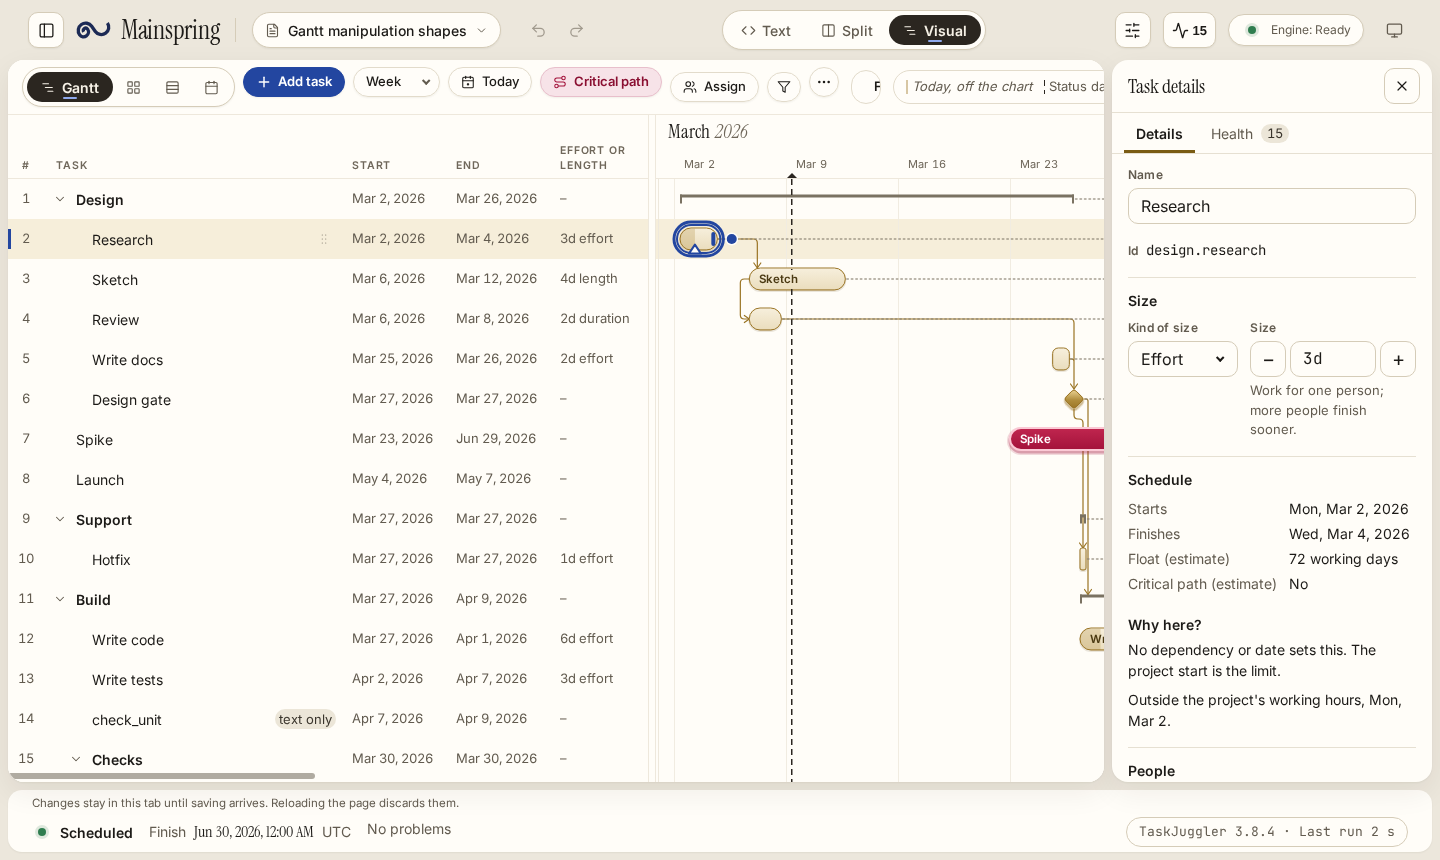 Mainspring
Gantt manipulation shapes
Text
Split
Visual
15
Engine: Ready
Gantt
Add task
Week
Today
Critical path
Assign
F
Today, off the chart
Status da
Task details
Details
Health 15
Name
Research
Id design.research
Size
Kind of size
Size
Effort
− 3d +
Work for one person;
more people finish
sooner.
Schedule
Starts Mon, Mar 2, 2026
Finishes Wed, Mar 4, 2026
Float (estimate) 72 working days
Critical path (estimate) No
Why here?
No dependency or date sets this. The
project start is the limit.
Outside the project's working hours, Mon,
Mar 2.
People
March 2026
Mar 2 Mar 9 Mar 16 Mar 23
# TASK START END EFFORT OR
LENGTH
1 Design Mar 2, 2026 Mar 26, 2026 –
2 Research Mar 2, 2026 Mar 4, 2026 3d effort
3 Sketch Mar 6, 2026 Mar 12, 2026 4d length
Sketch
4 Review Mar 6, 2026 Mar 8, 2026 2d duration
5 Write docs Mar 25, 2026 Mar 26, 2026 2d effort
6 Design gate Mar 27, 2026 Mar 27, 2026 –
7 Spike Mar 23, 2026 Jun 29, 2026 –
Spike
8 Launch May 4, 2026 May 7, 2026 –
9 Support Mar 27, 2026 Mar 27, 2026 –
10 Hotfix Mar 27, 2026 Mar 27, 2026 1d effort
11 Build Mar 27, 2026 Apr 9, 2026 –
12 Write code Mar 27, 2026 Apr 1, 2026 6d effort
Wr
13 Write tests Apr 2, 2026 Apr 7, 2026 3d effort
14 check_unit text only Apr 7, 2026 Apr 9, 2026 –
15 Checks Mar 30, 2026 Mar 30, 2026 –
Changes stay in this tab until saving arrives. Reloading the page discards them.
Scheduled Finish Jun 30, 2026, 12:00 AM UTC No problems
TaskJuggler 3.8.4 · Last run 2 s